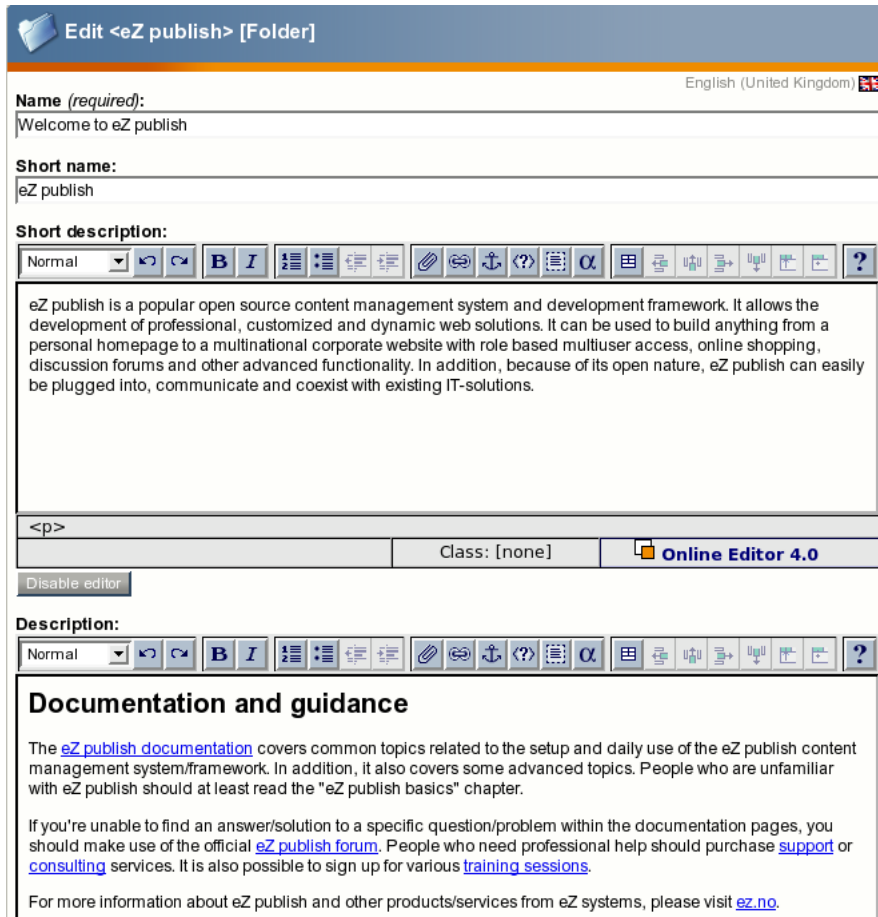 Edit <eZ publish> [Folder]
English (United Kingdom)
Name (required):
Welcome to eZ publish
Short name:
eZ publish
Short description:
Normal B I α ?
eZ publish is a popular open source content management system and development framework. It allows the
development of professional, customized and dynamic web solutions. It can be used to build anything from a
personal homepage to a multinational corporate website with role based multiuser access, online shopping,
discussion forums and other advanced functionality. In addition, because of its open nature, eZ publish can easily
be plugged into, communicate and coexist with existing IT-solutions.
<p>
Class: [none] Online Editor 4.0
Disable editor
Description:
Normal B I α ?
Documentation and guidance
The eZ publish documentation covers common topics related to the setup and daily use of the eZ publish content
management system/framework. In addition, it also covers some advanced topics. People who are unfamiliar
with eZ publish should at least read the "eZ publish basics" chapter.
If you're unable to find an answer/solution to a specific question/problem within the documentation pages, you
should make use of the official eZ publish forum. People who need professional help should purchase support or
consulting services. It is also possible to sign up for various training sessions.
For more information about eZ publish and other products/services from eZ systems, please visit ez.no.